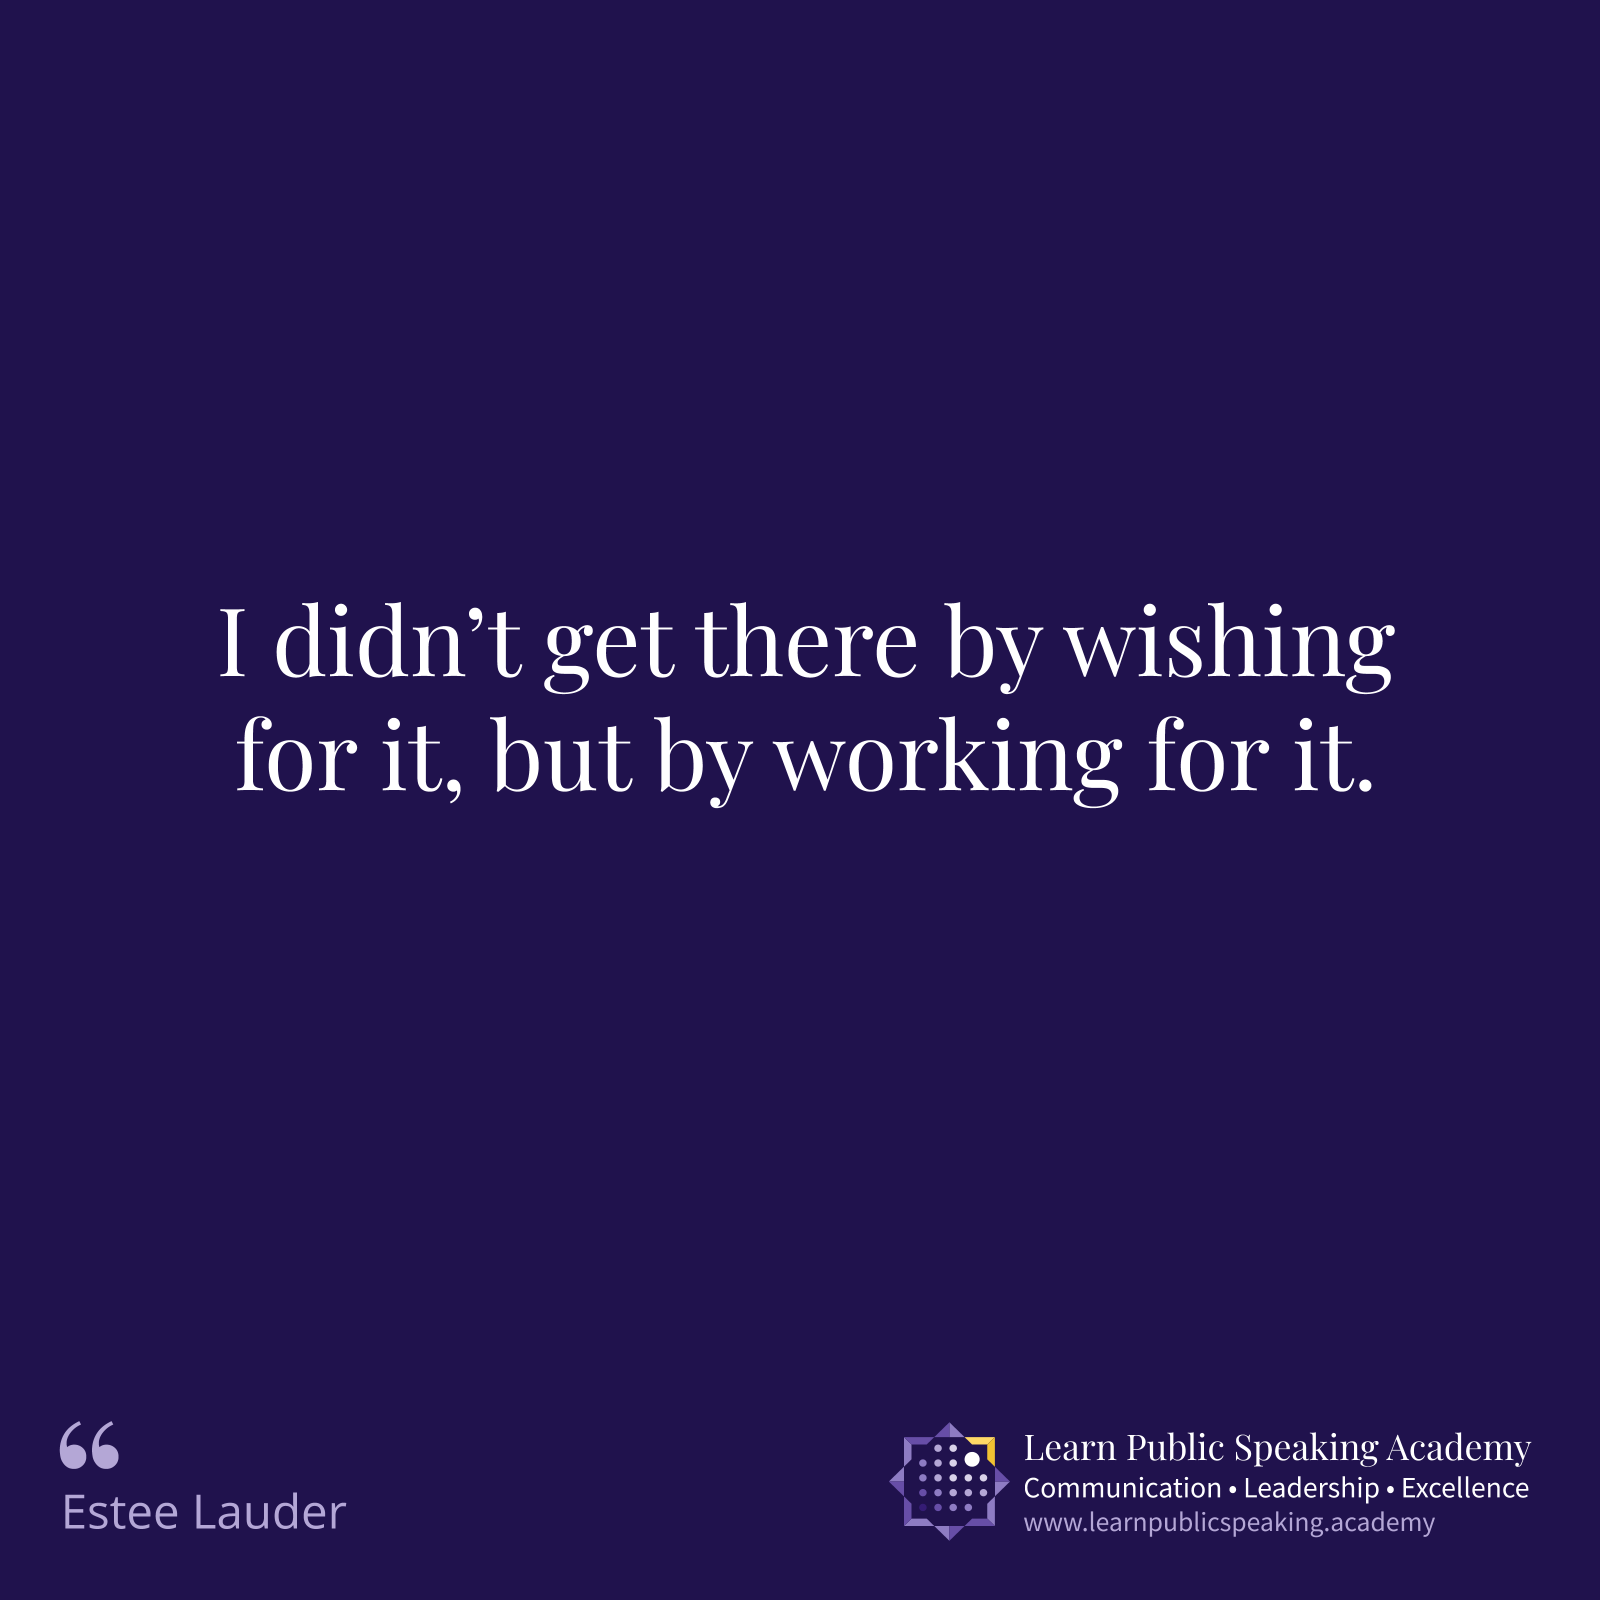 I didn’t get there by wishing
for it, but by working for it.
“
Estee Lauder
Learn Public Speaking Academy
Communication • Leadership • Excellence
www.learnpublicspeaking.academy